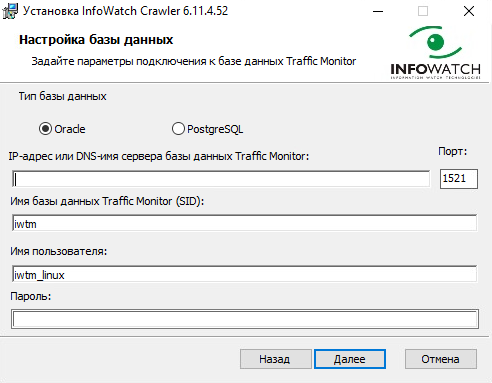 Установка InfoWatch Crawler 6.11.4.52
Настройка базы данных
Задайте параметры подключения к базе данных Traffic Monitor
INFOWATCH
INFORMATION WATCH TECHNOLOGIES
Тип базы данных
Oracle PostgreSQL
IP-адрес или DNS-имя сервера базы данных Traffic Monitor: Порт:
1521
Имя базы данных Traffic Monitor (SID):
iwtm
Имя пользователя:
iwtm_linux
Пароль:
Назад Далее Отмена